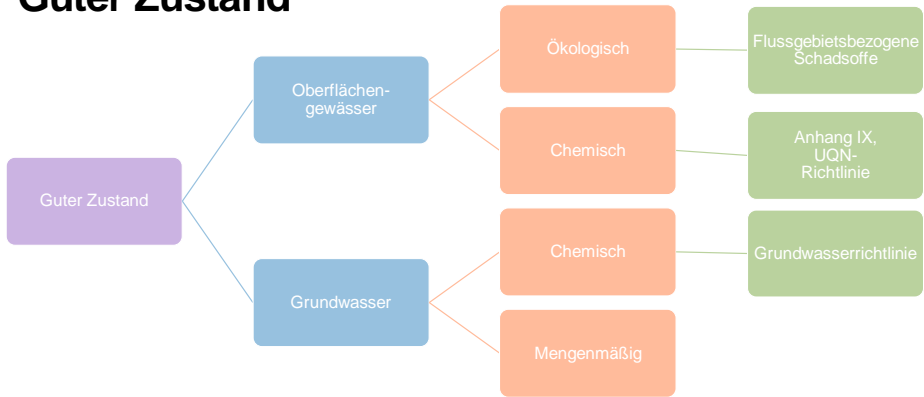 Guter Zustand
Guter Zustand
Oberflächen-
gewässer
Grundwasser
Ökologisch
Chemisch
Chemisch
Mengenmäßig
Flussgebietsbezogene
Schadsoffe
Anhang IX,
UQN-
Richtlinie
Grundwasserrichtlinie